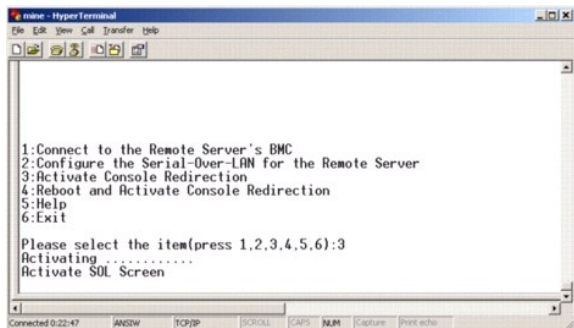 mine - HyperTerminal
File Edit View Call Transfer Help
1:Connect to the Remote Server's BMC
2:Configure the Serial-Over-LAN for the Remote Server
3:Activate Console Redirection
4:Reboot and Activate Console Redirection
5:Help
6:Exit
Please select the item(press 1,2,3,4,5,6):3
Activating ............
Activate SOL Screen
Connected 0:22:47 ANSIW TCP/IP SCROLL CAPS NUM Capture Print echo